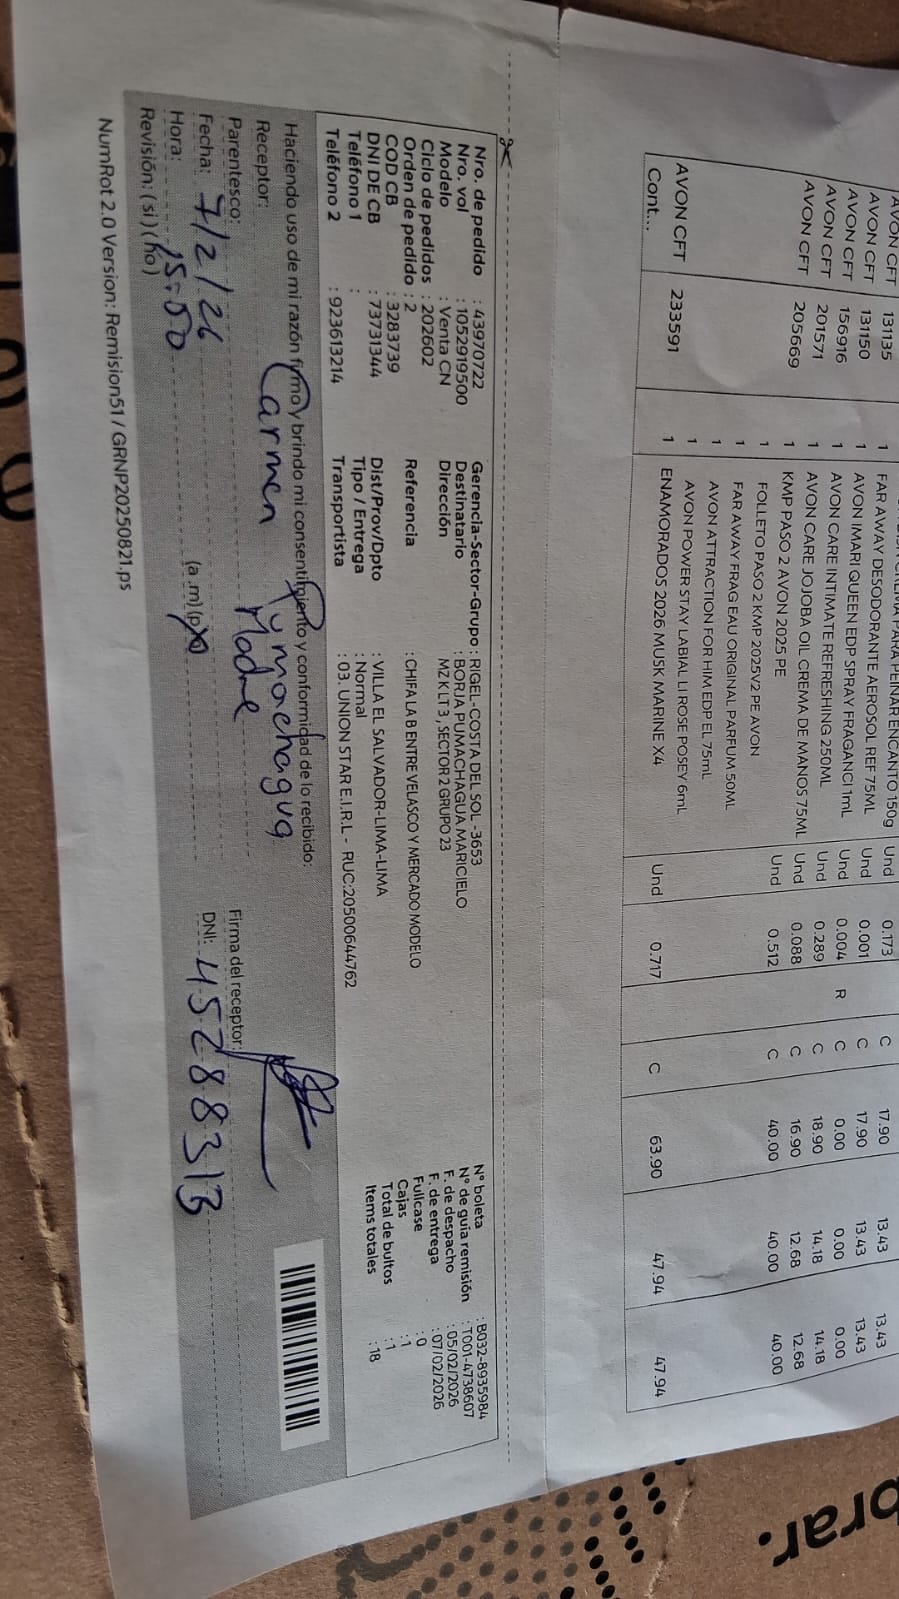 AVON CFT 131135 1 FAR AWAY DESODORANTE AEROSOL REF 75ML Und 0.173 C 17.90 13.43 13.43
AVON CFT 131150 1 AVON IMARI QUEEN EDP SPRAY FRAGANCI 1mL Und 0.001 C 17.90 13.43 13.43
AVON CFT 156916 1 AVON CARE INTIMATE REFRESHING 250ML Und 0.004 R C 0.00 0.00 0.00
AVON CFT 201571 1 AVON CARE JOJOBA OIL CREMA DE MANOS 75ML Und 0.289 C 18.90 14.18 14.18
AVON CFT 205669 1 KMP PASO 2 AVON 2025 PE Und 0.088 C 16.90 12.68 12.68
1 FOLLETO PASO 2 KMP 2025V2 PE AVON Und 0.512 C 40.00 40.00 40.00
1 FAR AWAY FRAG EAU ORIGINAL PARFUM 50ML
1 AVON ATTRACTION FOR HIM EDP EL 75mL
1 AVON POWER STAY LABIAL LI ROSE POSEY 6mL
AVON CFT 233591 1 ENAMORADOS 2026 MUSK MARINE X4 Und 0.717 C 63.90 47.94 47.94
Cont...
Nro. de pedido : 43970722 Gerencia-Sector-Grupo : RIGEL-COSTA DEL SOL -3653 N° boleta : B032-8935984
Nro. vol : 1052919500 Destinatario : BORJA PUMACHAGUA MARICIELO N° de guía remisión : T001-4738607
Modelo : Venta CN Dirección MZ K LT 3 , SECTOR 2 GRUPO 23 F. de despacho : 05/02/2026
Ciclo de pedidos : 202602 F. de entrega : 07/02/2026
Orden de pedido : 2 Referencia : CHIFA LA B ENTRE VELASCO Y MERCADO MODELO Fullcase : 0
COD CB : 3283739 Cajas : 1
DNI DE CB : 73731344 Dist/Prov/Dpto : VILLA EL SALVADOR-LIMA-LIMA Total de bultos : 1
Teléfono 1 : Tipo / Entrega : Normal Items totales : 18
Teléfono 2 : 923613214 Transportista : 03. UNION STAR E.I.R.L - RUC:20500644762
Haciendo uso de mi razón firmo y brindo mi consentimiento y conformidad de lo recibido:
Receptor: Carmen Pumachagua
Parentesco: Madre Firma del receptor:
Fecha: 7/2/26 DNI: 45288313
Hora: 15:00 (a.m)(p.m)
Revisión: (si) (no)
NumRot 2.0 Version: Remision51 / GRNP20250821.ps
brar.